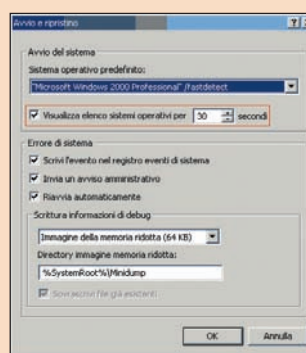 Avvio e ripristino
Avvio del sistema
Sistema operativo predefinito:
"Microsoft Windows 2000 Professional" /fastdetect
Visualizza elenco sistemi operativi per 30 secondi
Errore di sistema
Scrivi l'evento nel registro eventi di sistema
Invia un avviso amministrativo
Riavvia automaticamente
Scrittura informazioni di debug
Immagine della memoria ridotta (64 KB)
Directory immagine memoria ridotta:
%SystemRoot%\Minidump
Sovrascrivi file già esistenti
OK Annulla